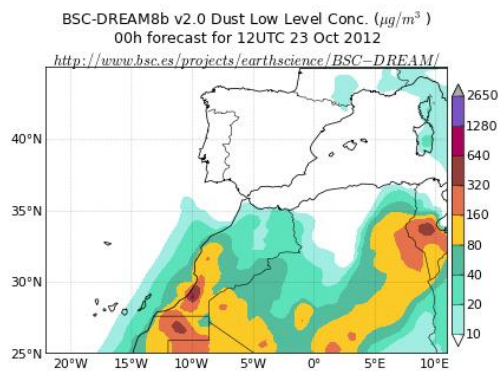 BSC-DREAM8b v2.0 Dust Low Level Conc. (μg/m³ )
00h forecast for 12UTC 23 Oct 2012
http://www.bsc.es/projects/earthscience/BSC−DREAM/
40°N
35°N
30°N
25°N
20°W
15°W
10°W
5°W
0°E
5°E
10°E
2650
1280
640
320
160
80
40
20
10